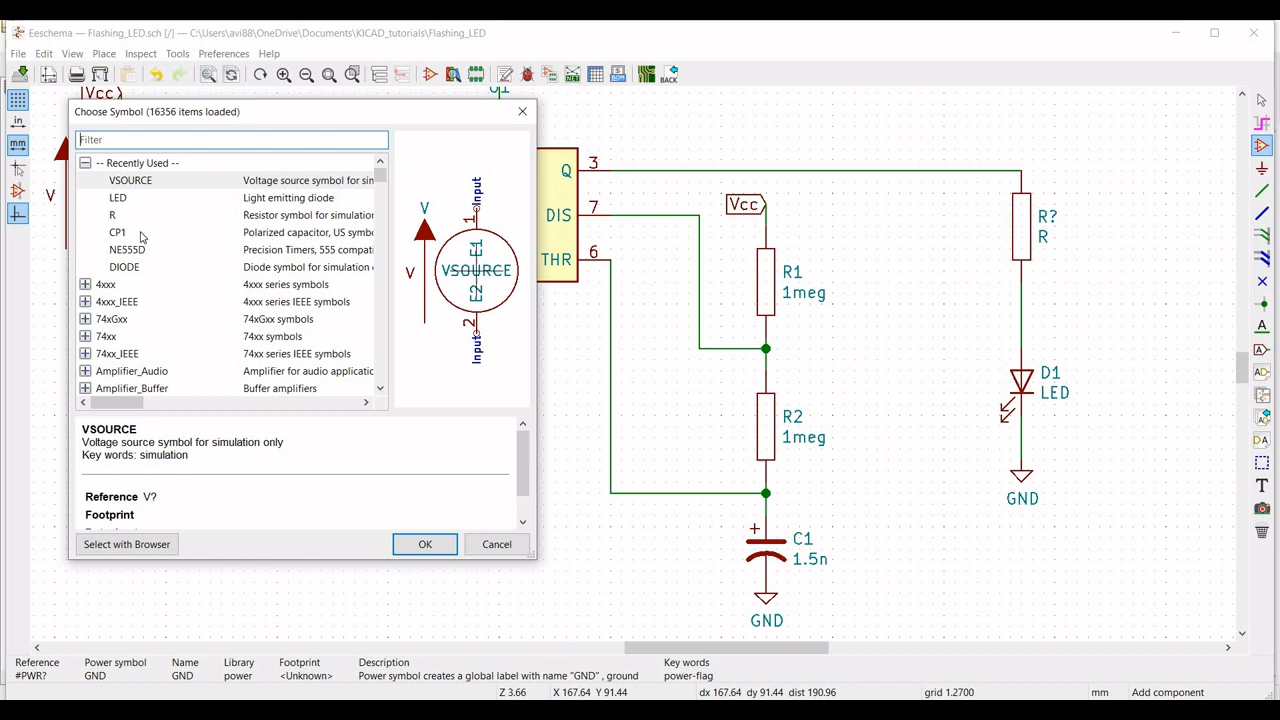 Eeschema — Flashing_LED.sch [/] — C:\Users\avi88\OneDrive\Documents\KICAD_tutorials\Flashing_LED
File Edit View Place Inspect Tools Preferences Help
BACK
in
mm
Vcc
V
Choose Symbol (16356 items loaded)
Filter
-- Recently Used --
VSOURCE Voltage source symbol for sim
LED Light emitting diode
R Resistor symbol for simulation
CP1 Polarized capacitor, US symbo
NE555D Precision Timers, 555 compati
DIODE Diode symbol for simulation
4xxx 4xxx series symbols
4xxx_IEEE 4xxx series IEEE symbols
74xGxx 74xGxx symbols
74xx 74xx symbols
74xx_IEEE 74xx series IEEE symbols
Amplifier_Audio Amplifier for audio applicatio
Amplifier_Buffer Buffer amplifiers
Input
1
V
V
E1
VSOURCE
E2
2
Input
VSOURCE
Voltage source symbol for simulation only
Key words: simulation
Reference V?
Footprint
Select with Browser OK Cancel
Q 3
DIS 7
THR 6
Vcc
R1
1meg
R2
1meg
C1
1.5n
+
GND
R?
R
D1
LED
GND
Reference Power symbol Name Library Footprint Description Key words
#PWR? GND GND power <Unknown> Power symbol creates a global label with name "GND" , ground power-flag
Z 3.66 X 167.64 Y 91.44 dx 167.64 dy 91.44 dist 190.96 grid 1.2700 mm Add component